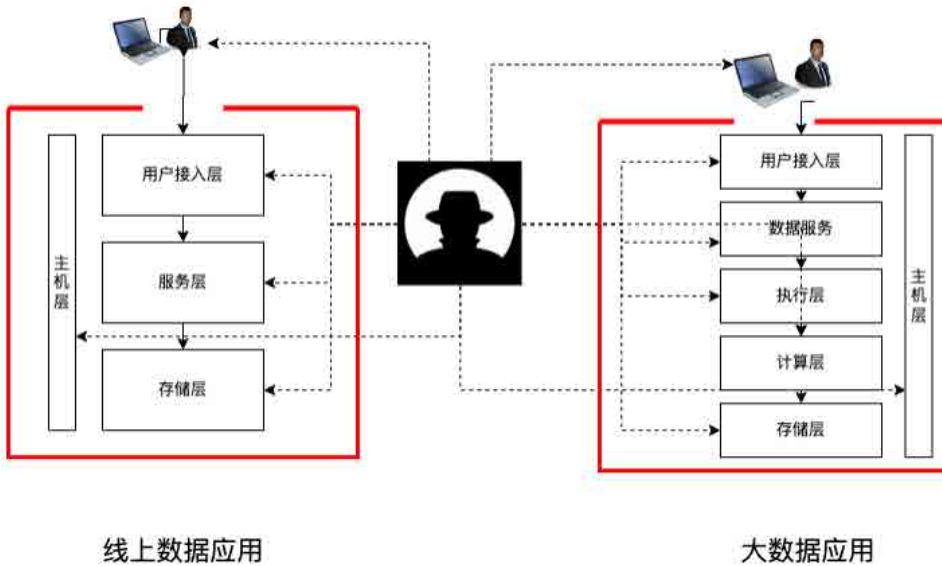 用户接入层
服务层
存储层
主机层
线上数据应用
用户接入层
数据服务
执行层
计算层
存储层
主机层
大数据应用